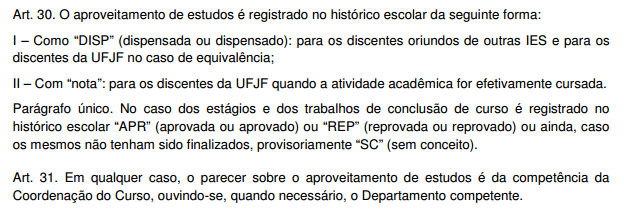 Art. 30. O aproveitamento de estudos é registrado no histórico escolar da seguinte forma:
I – Como “DISP” (dispensada ou dispensado): para os discentes oriundos de outras IES e para os
discentes da UFJF no caso de equivalência;
II – Com “nota”: para os discentes da UFJF quando a atividade acadêmica for efetivamente cursada.
Parágrafo único. No caso dos estágios e dos trabalhos de conclusão de curso é registrado no
histórico escolar “APR” (aprovada ou aprovado) ou “REP” (reprovada ou reprovado) ou ainda, caso
os mesmos não tenham sido finalizados, provisoriamente “SC” (sem conceito).
Art. 31. Em qualquer caso, o parecer sobre o aproveitamento de estudos é da competência da
Coordenação do Curso, ouvindo-se, quando necessário, o Departamento competente.